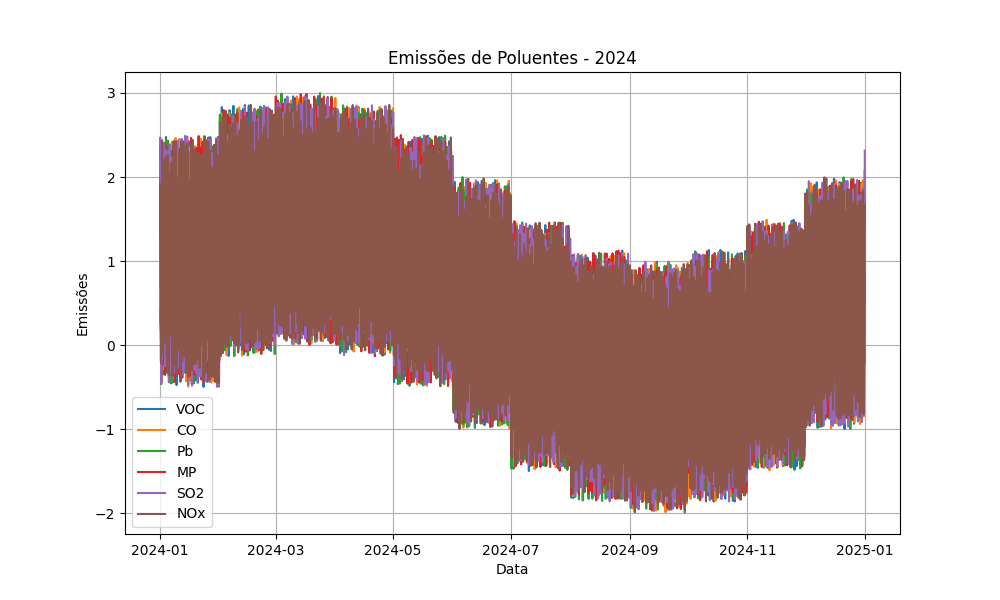 Emissões de Poluentes - 2024
Emissões
3
2
1
0
−1
−2
VOC
CO
Pb
MP
SO2
NOx
2024-01 2024-03 2024-05 2024-07 2024-09 2024-11 2025-01
Data